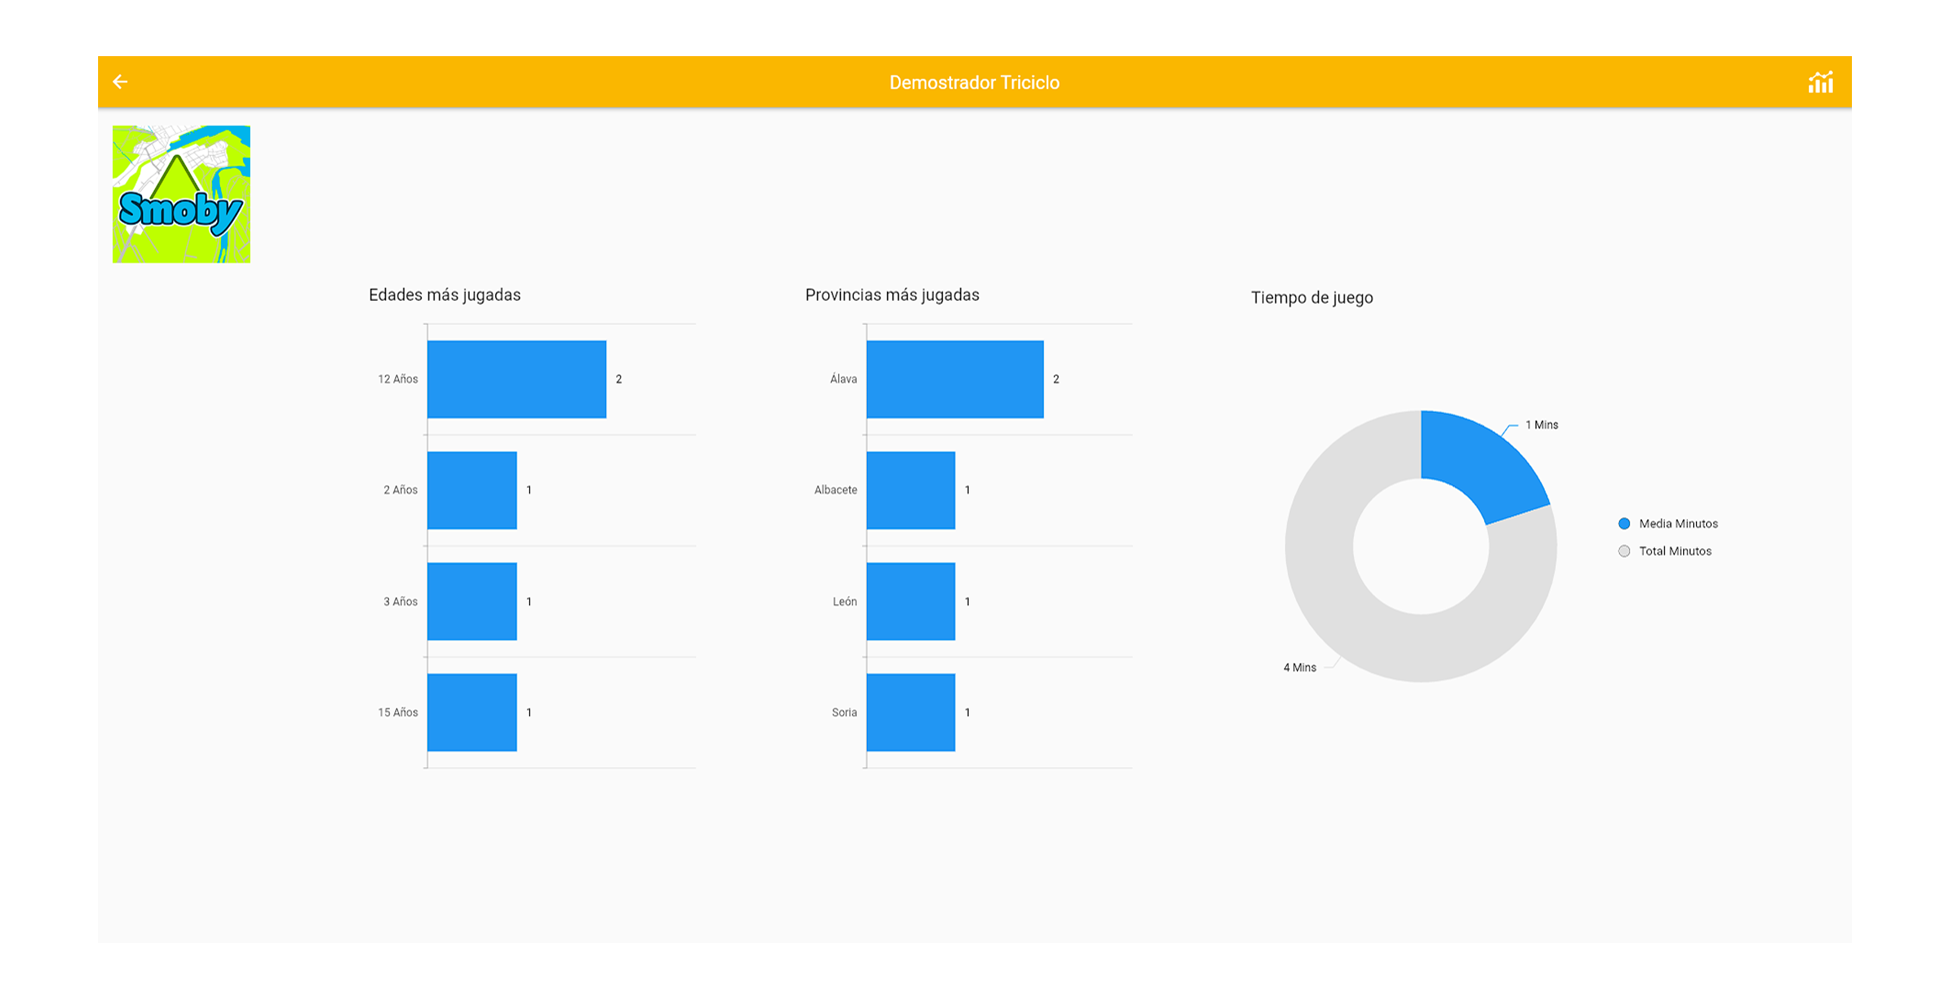 Demostrador Triciclo
Smoby
Edades más jugadas
12 Años
2
2 Años
1
3 Años
1
15 Años
1
Provincias más jugadas
Álava
2
Albacete
1
León
1
Soria
1
Tiempo de juego
1 Mins
4 Mins
Media Minutos
Total Minutos